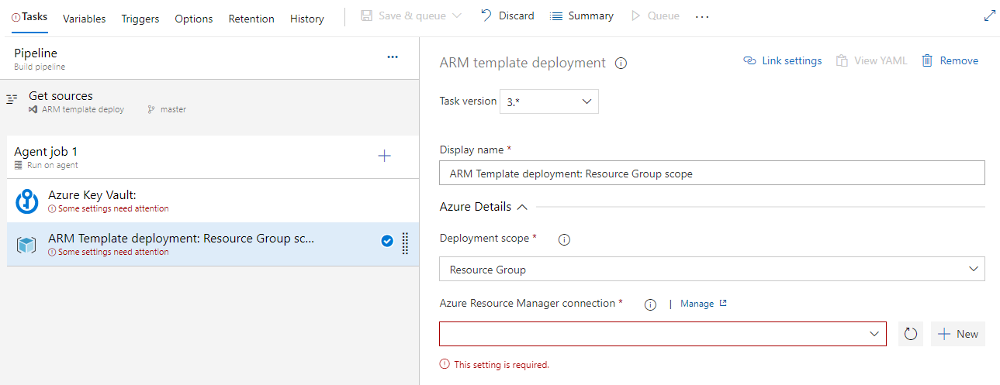 Tasks Variables Triggers Options Retention History Save & queue Discard Summary Queue ...
Pipeline ...
Build pipeline
Get sources
ARM template deploy master
Agent job 1
Run on agent
Azure Key Vault:
Some settings need attention
ARM Template deployment: Resource Group sc...
Some settings need attention
ARM template deployment Link settings View YAML Remove
Task version 3.*
Display name *
ARM Template deployment: Resource Group scope
Azure Details
Deployment scope *
Resource Group
Azure Resource Manager connection * | Manage
New
This setting is required.